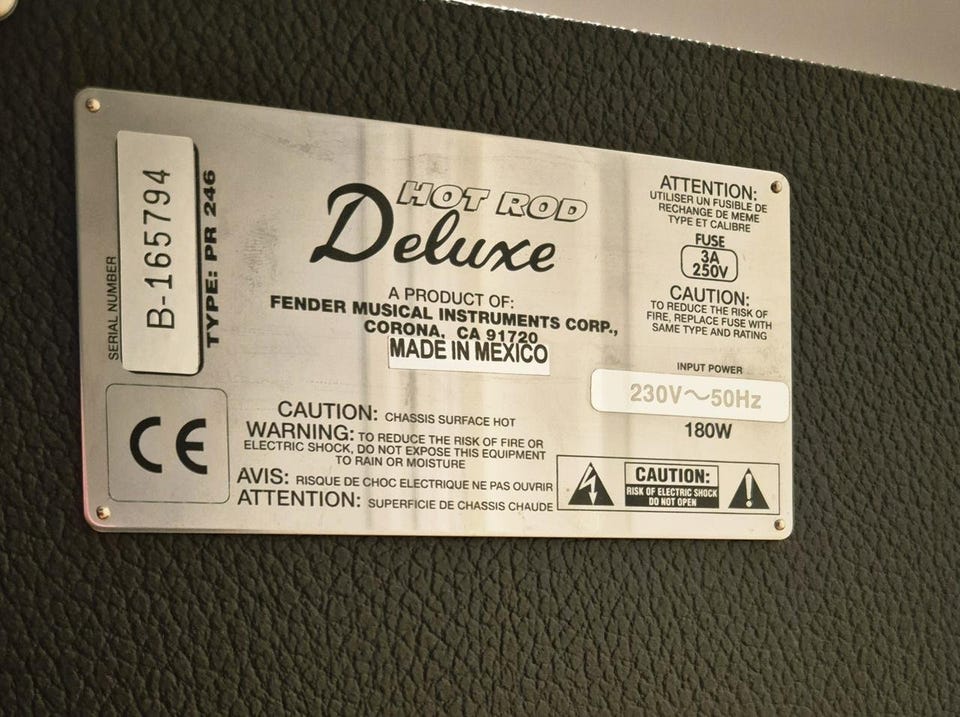 SERIAL NUMBER
B-165794
TYPE: PR 246
HOT ROD
Deluxe
A PRODUCT OF:
FENDER MUSICAL INSTRUMENTS CORP.,
CORONA, CA 91720
MADE IN MEXICO
ATTENTION:
UTILISER UN FUSIBLE DE
RECHANGE DE MEME
TYPE ET CALIBRE
FUSE
3A
250V
CAUTION:
TO REDUCE THE RISK OF
FIRE, REPLACE FUSE WITH
SAME TYPE AND RATING
INPUT POWER
230V~50Hz
180W
CE
CAUTION: CHASSIS SURFACE HOT
WARNING: TO REDUCE THE RISK OF FIRE OR
ELECTRIC SHOCK, DO NOT EXPOSE THIS EQUIPMENT
TO RAIN OR MOISTURE
AVIS: RISQUE DE CHOC ELECTRIQUE NE PAS OUVRIR
ATTENTION: SUPERFICIE DE CHASSIS CHAUDE
CAUTION:
RISK OF ELECTRIC SHOCK
DO NOT OPEN